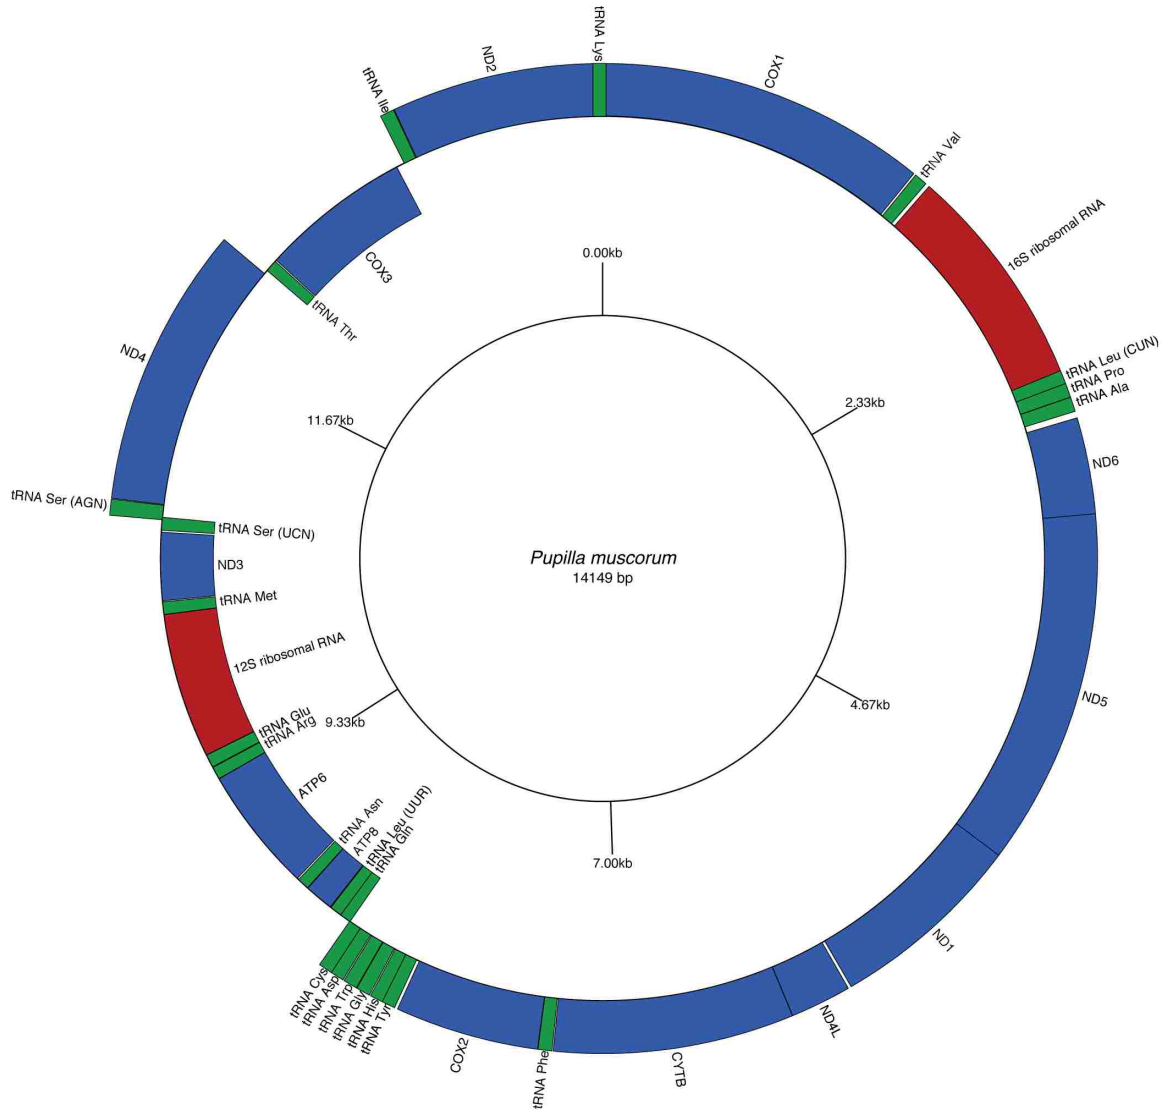 tRNA Lys
COX1
tRNA Val
16S ribosomal RNA
tRNA Leu (CUN)
tRNA Pro
tRNA Ala
ND6
ND5
ND1
ND4L
CYTB
tRNA Phe
COX2
tRNA Tyr
tRNA His
tRNA Gly
tRNA Trp
tRNA Asp
tRNA Cys
tRNA Gln
tRNA Leu (UUR)
ATP8
tRNA Asn
ATP6
tRNA Arg
tRNA Glu
12S ribosomal RNA
tRNA Met
ND3
tRNA Ser (UCN)
tRNA Ser (AGN)
ND4
tRNA Thr
COX3
tRNA Ile
ND2
0.00kb
2.33kb
4.67kb
7.00kb
9.33kb
11.67kb
Pupilla muscorum
14149 bp